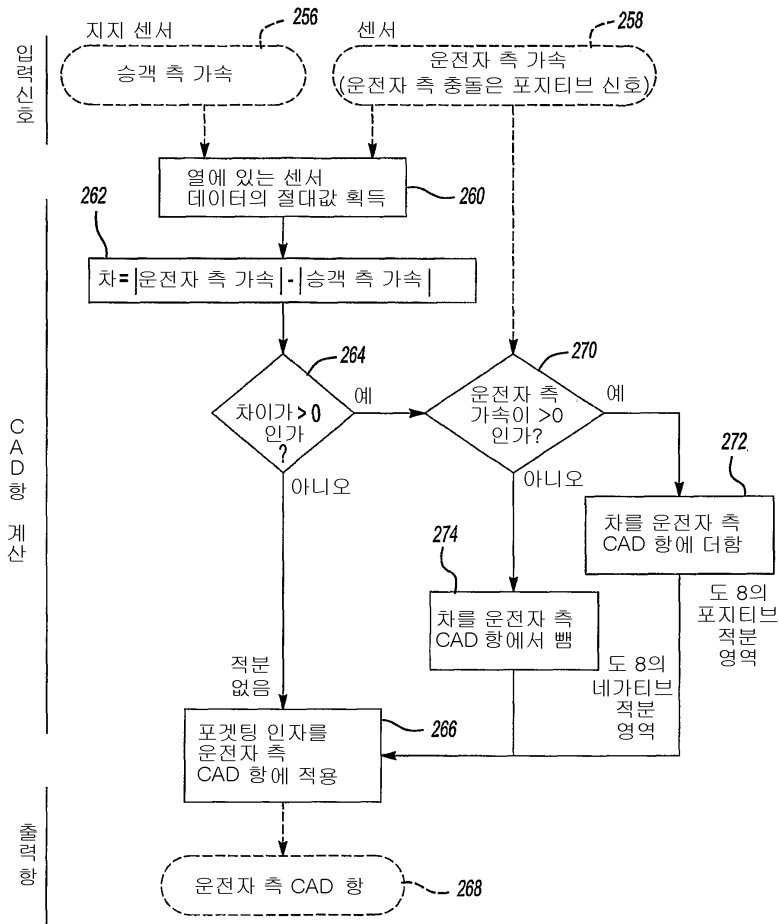 지지 센서
256
승객 측 가속
센서
258
운전자 측 가속
(운전자 측 충돌은 포지티브 신호)
입력신호
열에 있는 센서
데이터의 절대값 획득
260
262
차=|운전자 측 가속|-|승객 측 가속|
264
차이가>0
인가
?
예
아니오
270
운전자 측
가속이 >0
인가?
예
아니오
272
차를 운전자 측
CAD 항에 더함
도 8의
포지티브
적분
영역
274
차를 운전자 측
CAD 항에서 뺌
도 8의
네가티브
적분
영역
CAD항 계산
적분
없음
포겟팅 인자를
운전자 측
CAD 항에 적용
266
출력항
운전자 측 CAD 항
268